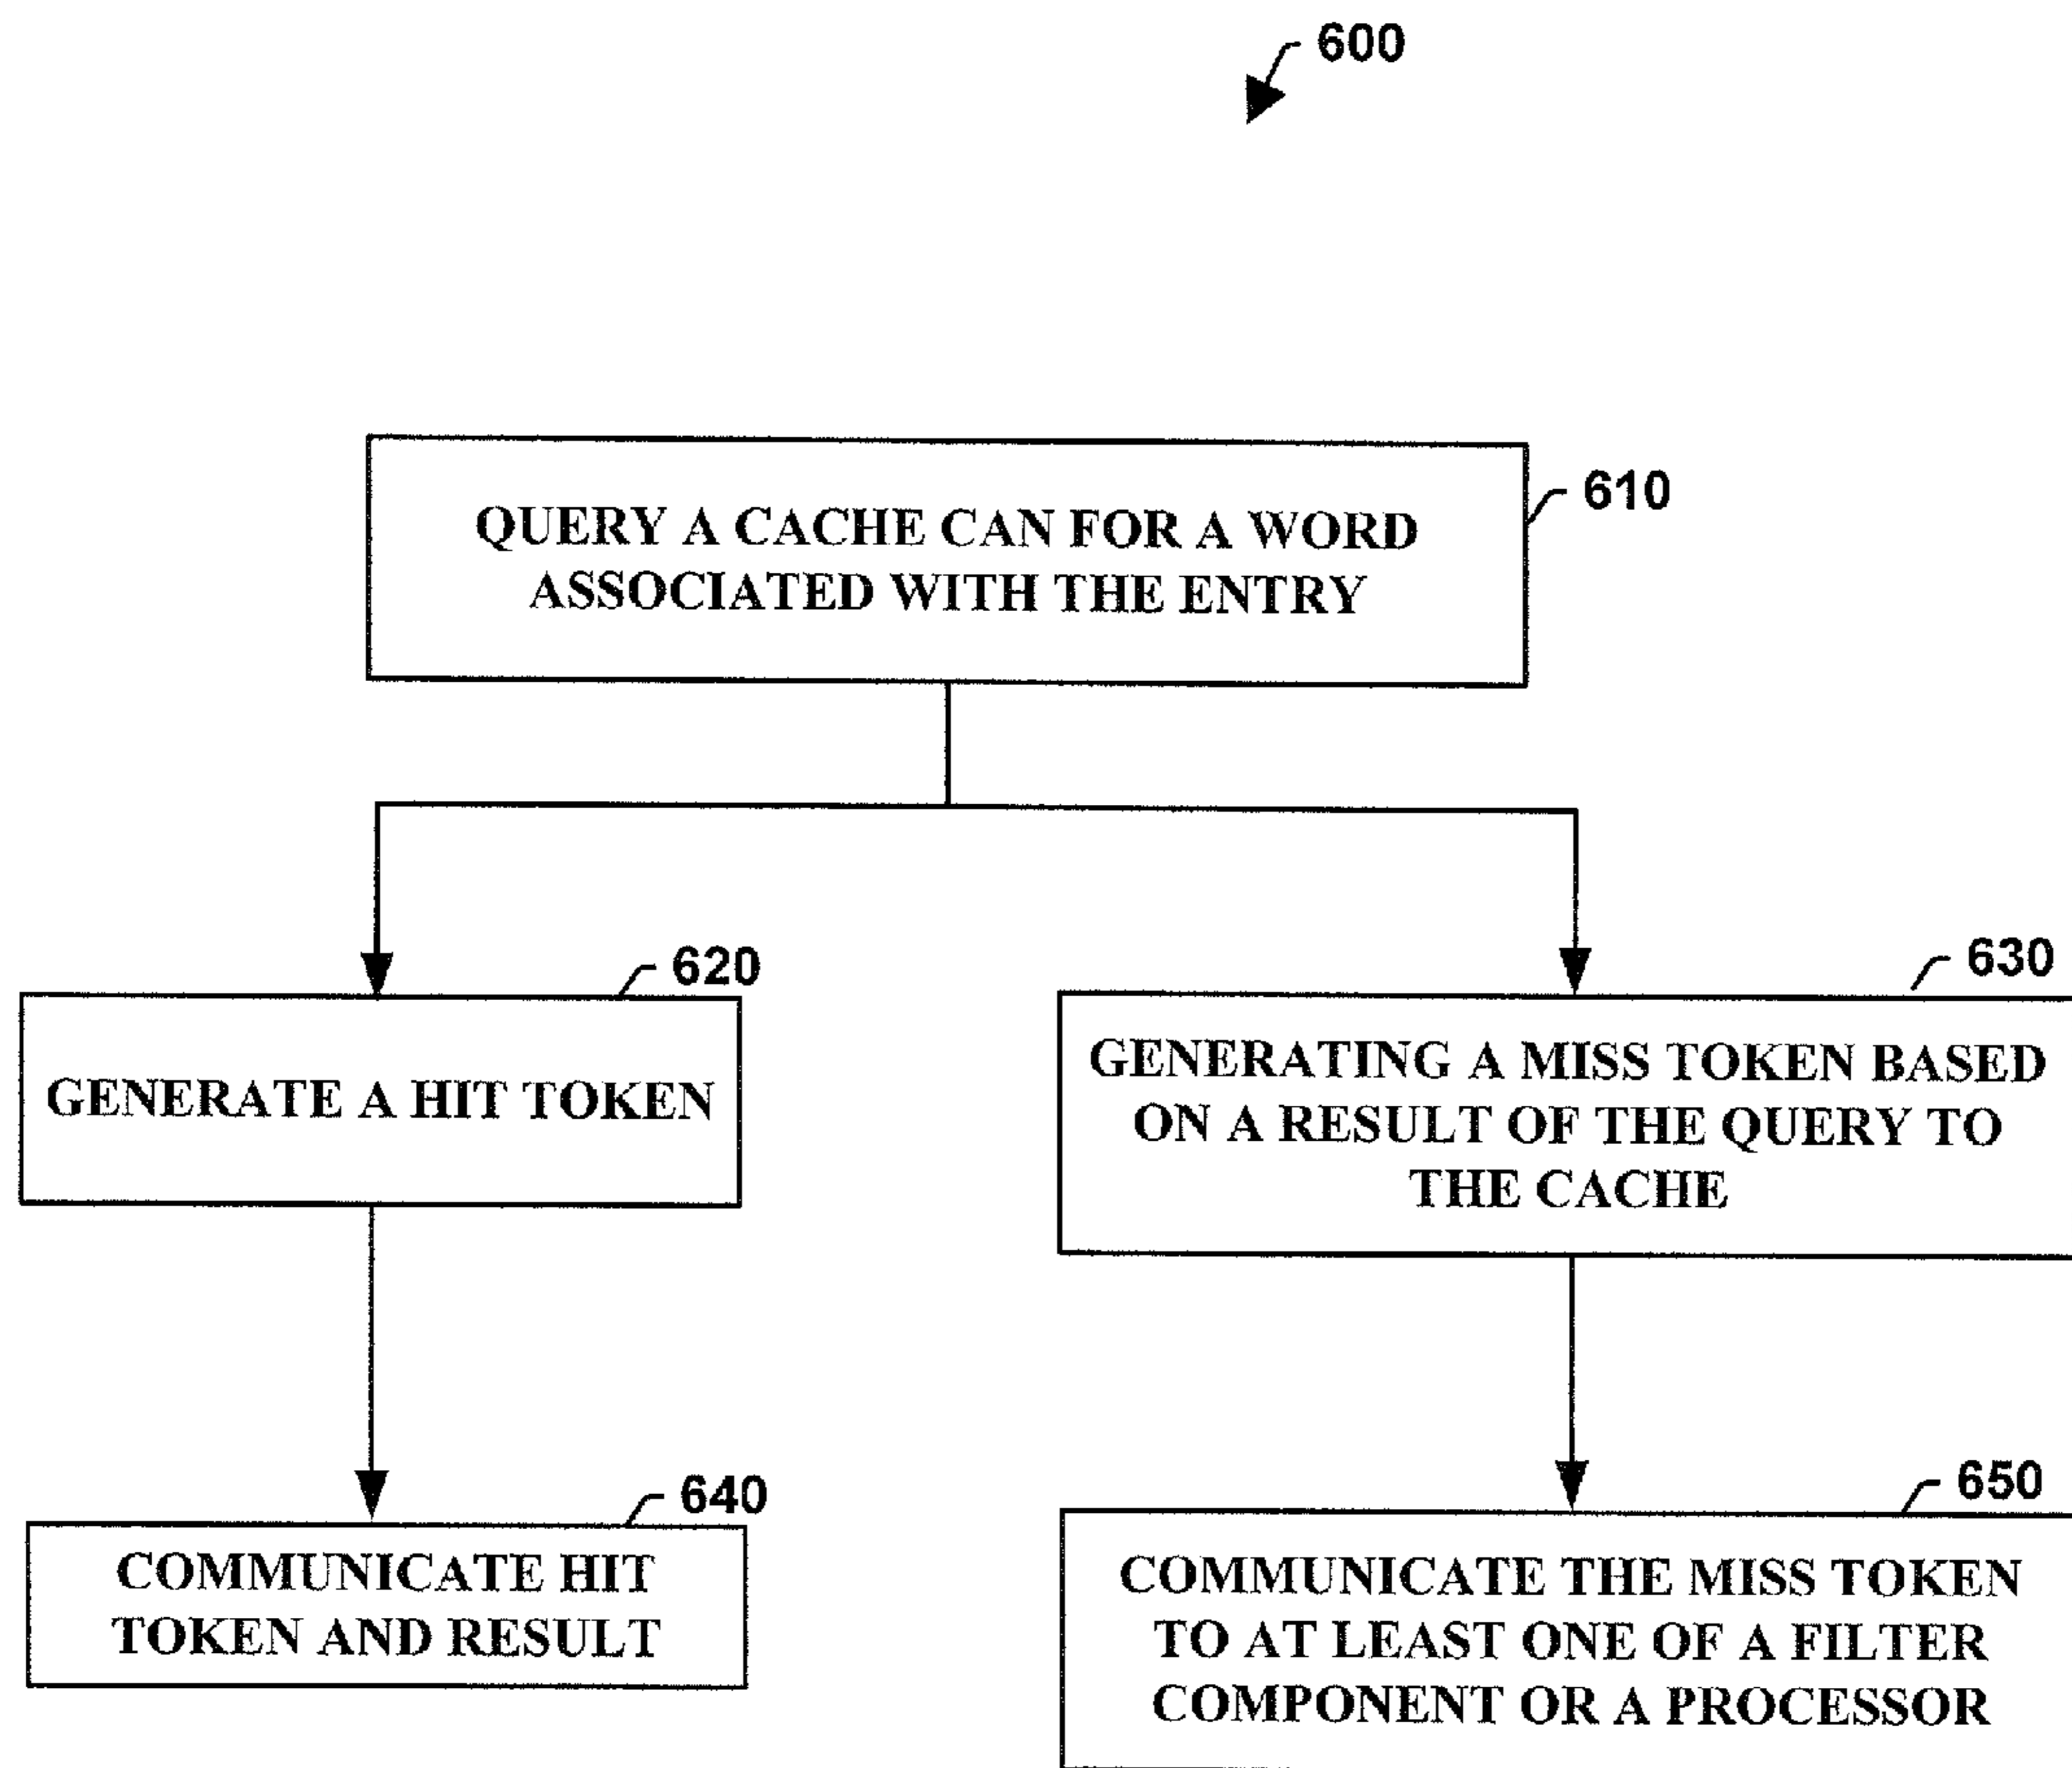 600
610
QUERY A CACHE CAN FOR A WORD
ASSOCIATED WITH THE ENTRY
620
GENERATE A HIT TOKEN
630
GENERATING A MISS TOKEN BASED
ON A RESULT OF THE QUERY TO
THE CACHE
640
COMMUNICATE HIT
TOKEN AND RESULT
650
COMMUNICATE THE MISS TOKEN
TO AT LEAST ONE OF A FILTER
COMPONENT OR A PROCESSOR